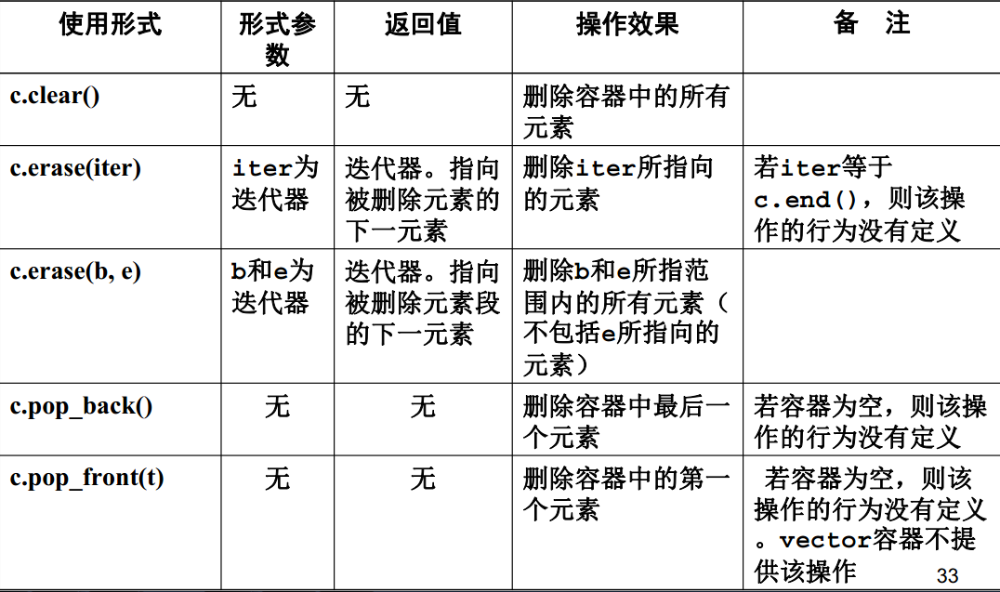 使用形式
形式参
数
返回值
操作效果
备 注
c.clear()
无
无
删除容器中的所有
元素
c.erase(iter)
iter为
迭代器
迭代器。指向
被删除元素的
下一元素
删除iter所指向
的元素
若iter等于
c.end()，则该操
作的行为没有定义
c.erase(b, e)
b和e为
迭代器
迭代器。指向
被删除元素段
的下一元素
删除b和e所指范
围内的所有元素（
不包括e所指向的
元素）
c.pop_back()
无
无
删除容器中最后一
个元素
若容器为空，则该操
作的行为没有定义
c.pop_front(t)
无
无
删除容器中的第一
个元素
若容器为空，则该
操作的行为没有定义
。vector容器不提
供该操作
33